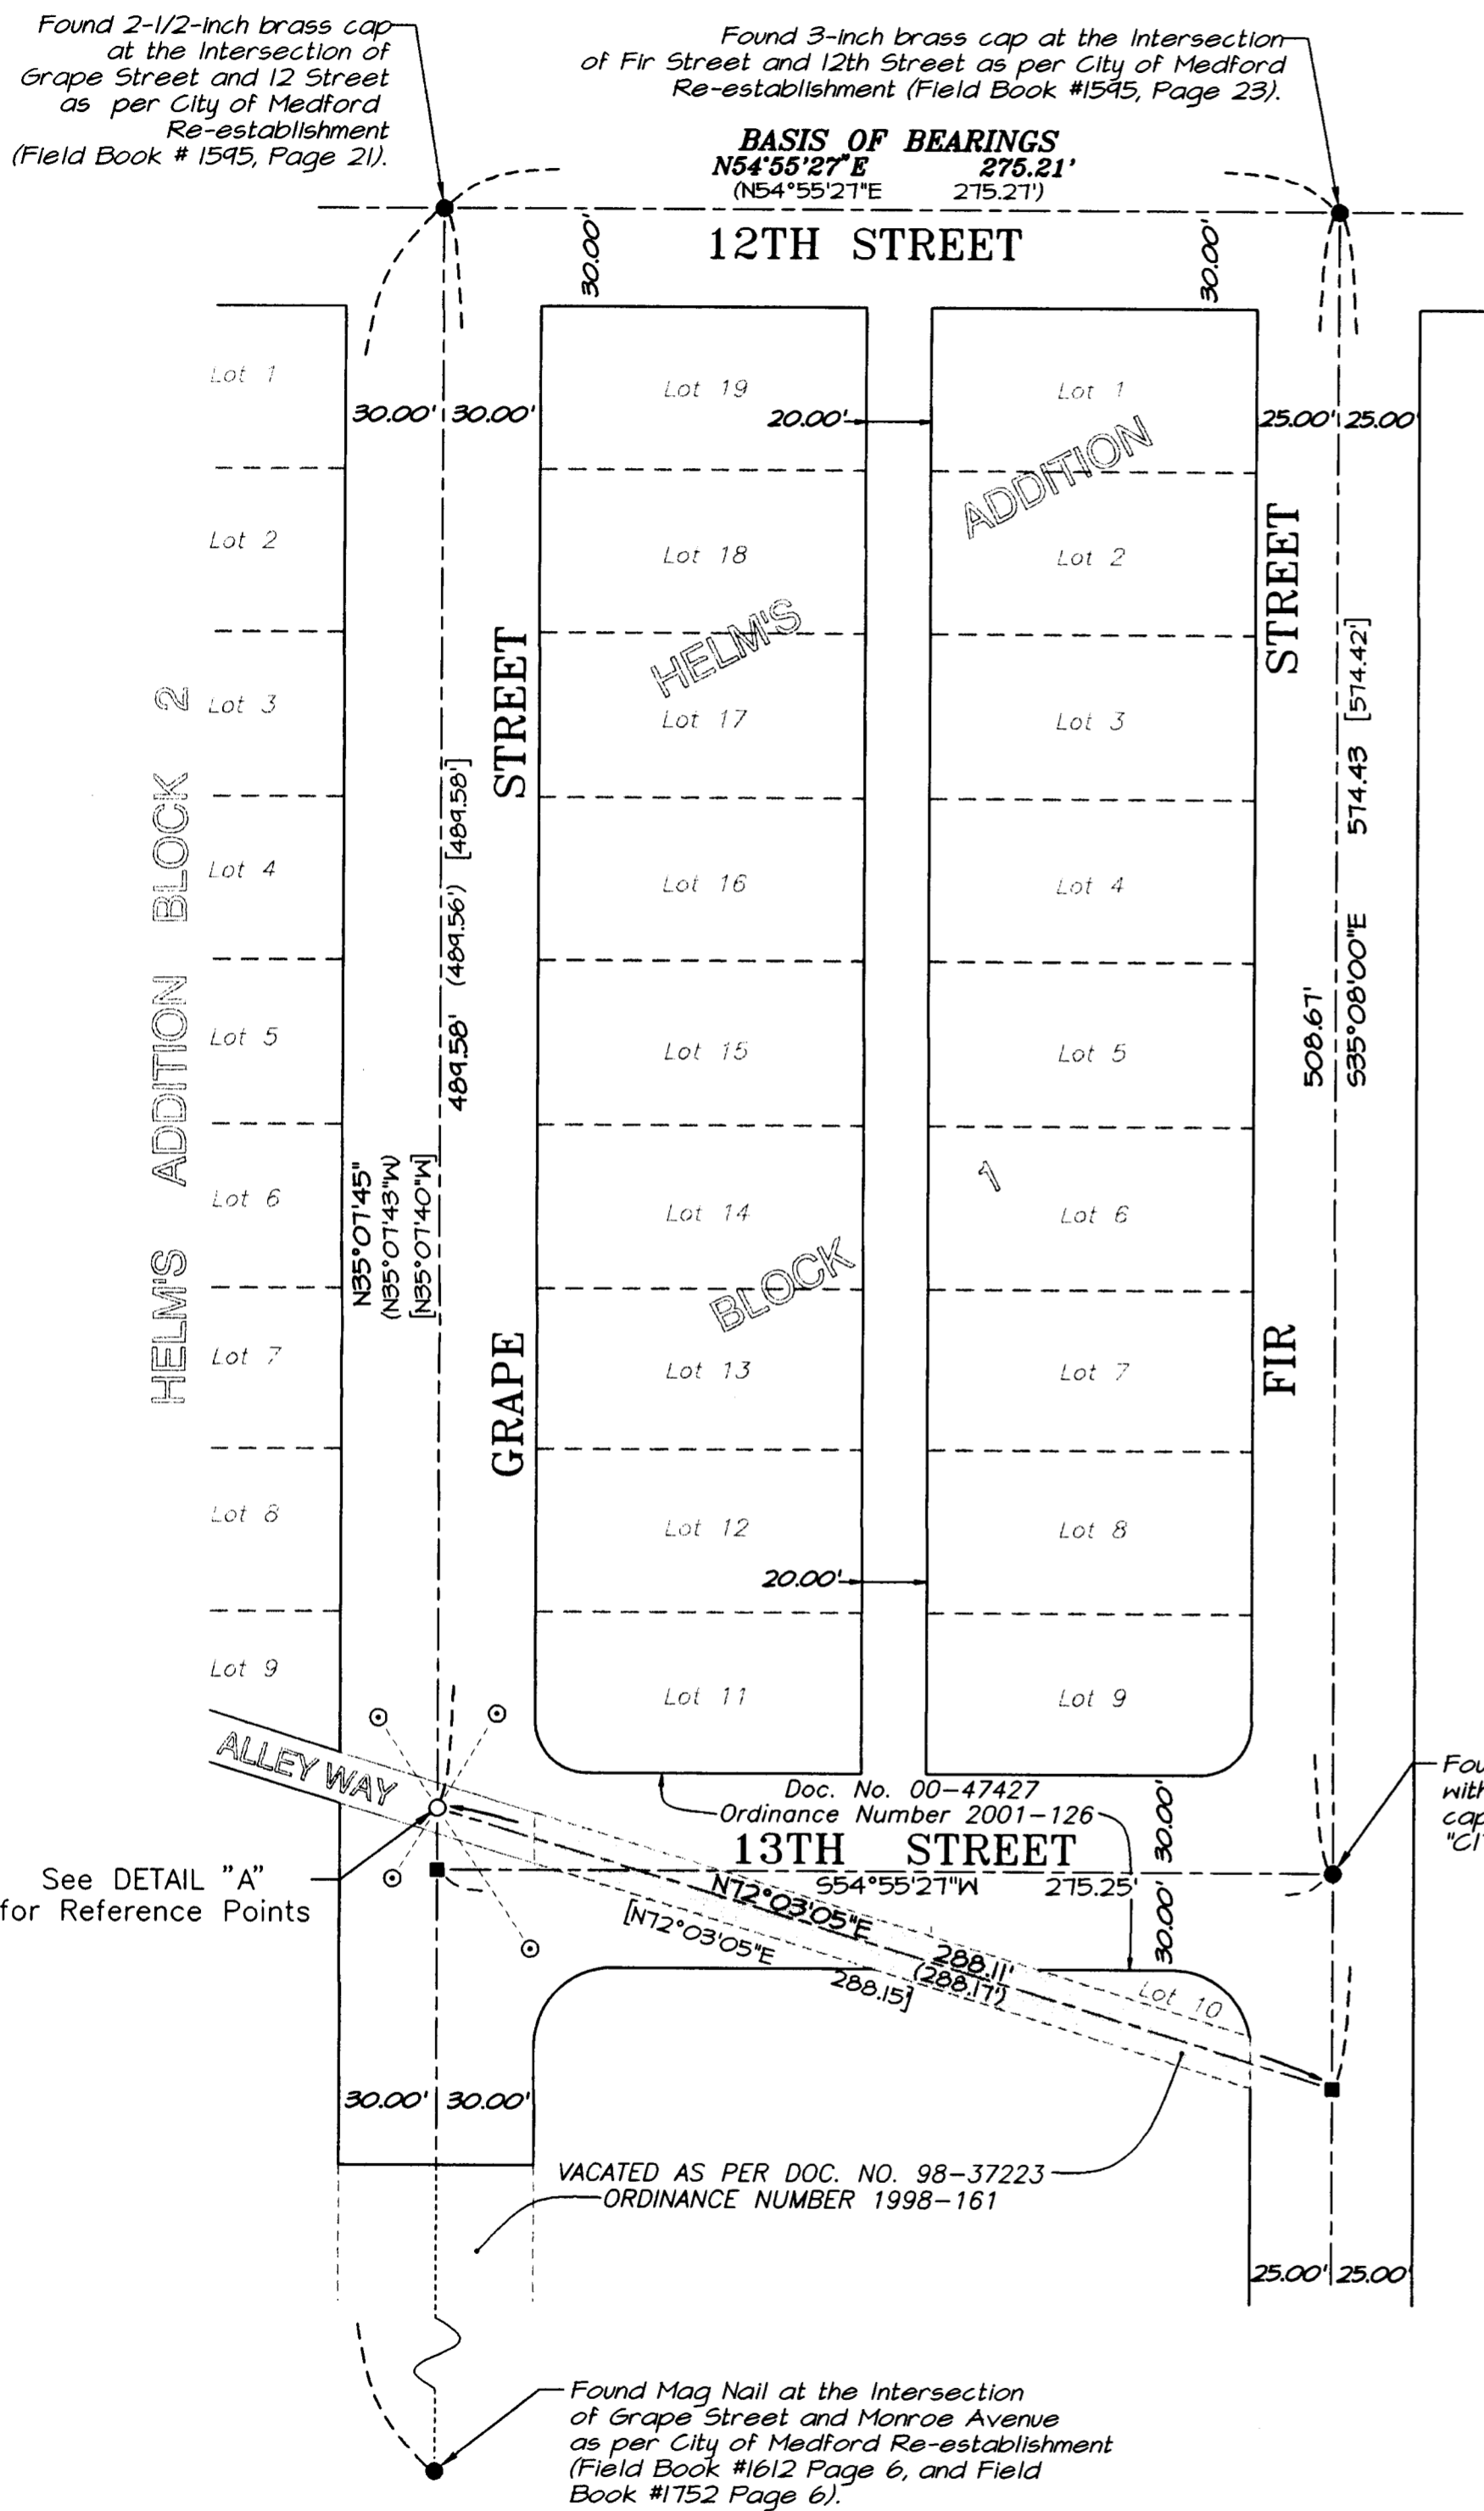 Found 2-1/2-inch brass cap
at the Intersection of
Grape Street and 12 Street
as per City of Medford
Re-establishment
(Field Book # 1595, Page 21).
Found 3-inch brass cap at the Intersection
of Fir Street and 12th Street as per City of Medford
Re-establishment (Field Book #1595, Page 23).
BASIS OF BEARINGS
N54°55'27"E 275.21'
(N54°55'27"E 275.27')
12TH STREET
30.00'
30.00'
Lot 1
Lot 19
Lot 1
30.00' 30.00'
20.00'
25.00' 25.00'
ADDITION
Lot 2
Lot 18
Lot 2
HELM'S
Lot 3
Lot 17
Lot 3
Lot 4
Lot 16
Lot 4
Lot 5
Lot 15
Lot 5
Lot 6
Lot 14
Lot 6
1
BLOCK
Lot 7
Lot 13
Lot 7
Lot 8
Lot 12
Lot 8
20.00'
Lot 9
Lot 11
Lot 9
HELM'S ADDITION BLOCK 2
N35°07'45"
(N35°07'43"W)
[N35°07'40"W]
489.58' (489.56') [489.58']
GRAPE STREET
FIR STREET
508.67'
S35°08'00"E 574.43 [574.42']
ALLEY WAY
Doc. No. 00-47427
Ordinance Number 2001-126
30.00'
13TH STREET
S54°55'27"W 275.25'
30.00'
See DETAIL "A"
for Reference Points
N72°03'05"E 288.11'
(288.17')
[N72°03'05"E 288.15]
Lot 10
Fou
with
cap
"CI
30.00' 30.00'
VACATED AS PER DOC. NO. 98-37223
ORDINANCE NUMBER 1998-161
25.00' 25.00'
Found Mag Nail at the Intersection
of Grape Street and Monroe Avenue
as per City of Medford Re-establishment
(Field Book #1612 Page 6, and Field
Book #1752 Page 6).